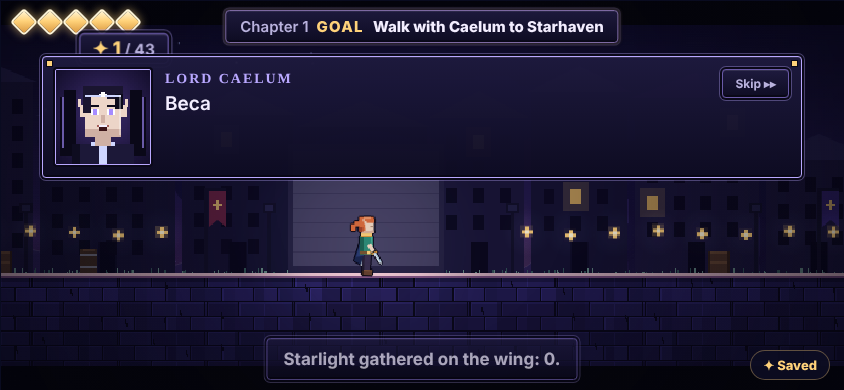 Chapter 1 GOAL Walk with Caelum to Starhaven
✦ 1 / 43
LORD CAELUM
Beca
Skip ▸▸
Starlight gathered on the wing: 0.
✦ Saved